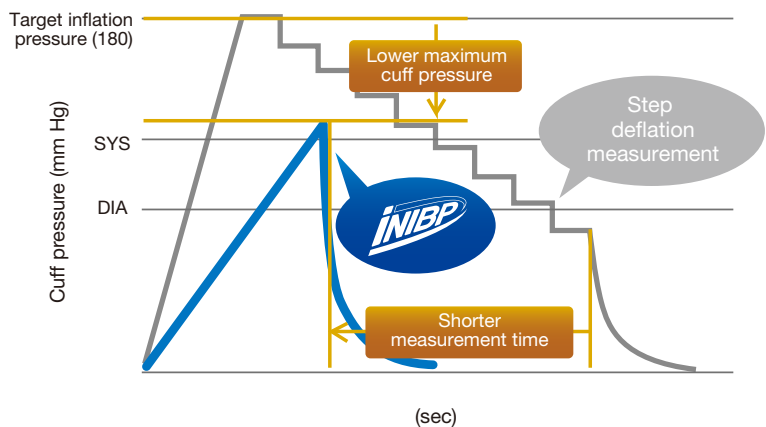 Target inflation
pressure (180)
Lower maximum
cuff pressure
Step
deflation
measurement
SYS
DIA
iNIBP
Cuff pressure (mm Hg)
Shorter
measurement time
(sec)